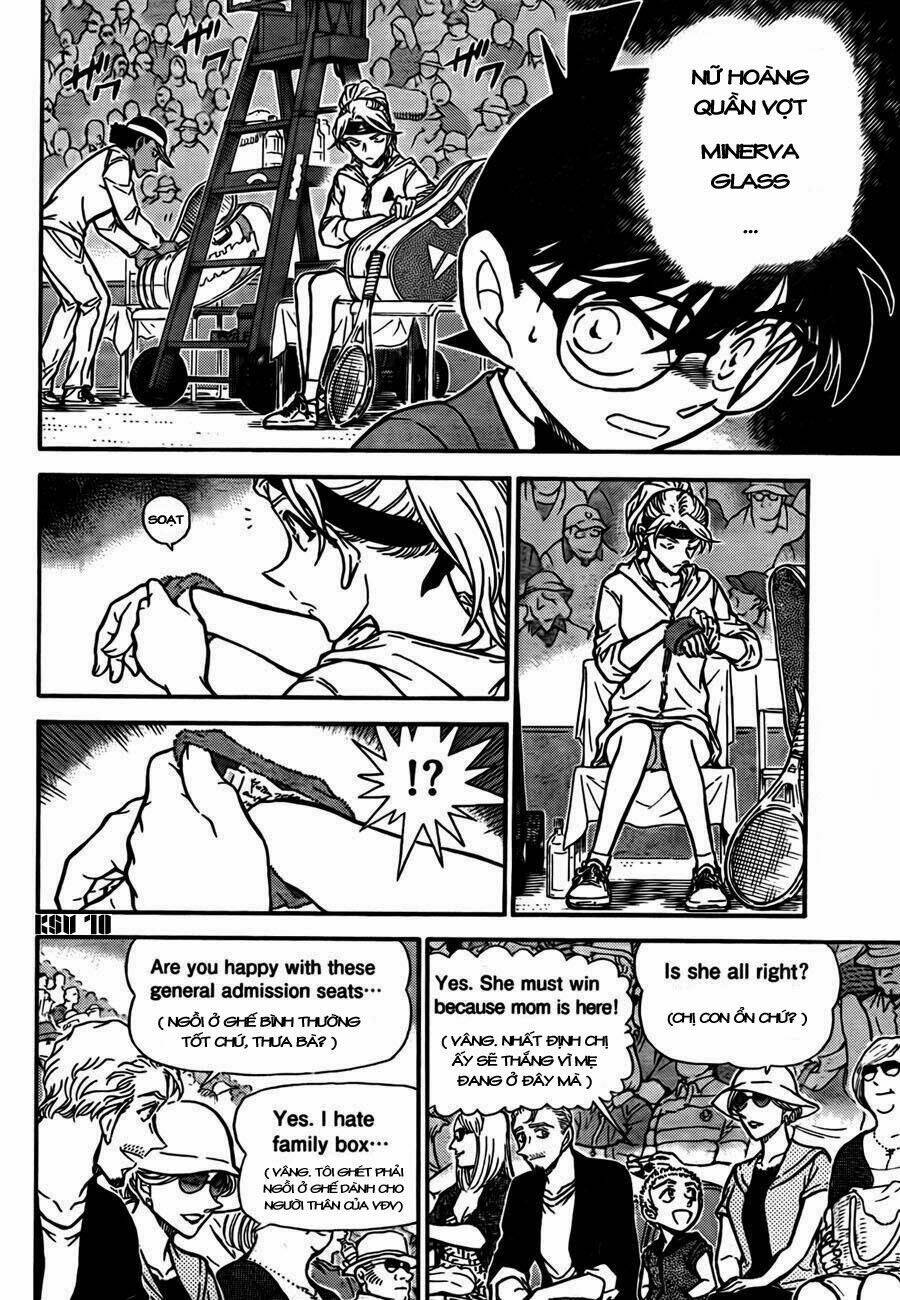 NỮ HOÀNG
QUẦN VỢT
MINERVA
GLASS
...
SOẠT
!?
KSU 70
Are you happy with these
general admission seats...
( NGỒI Ở GHẾ BÌNH THƯỜNG
TỐT CHỨ, THƯA BÀ? )
Yes. I hate
family box...
( VÂNG. TÔI GHÉT PHẢI
NGỒI Ở GHẾ DÀNH CHO
NGƯỜI THÂN CỦA VĐV)
Yes. She must win
because mom is here!
( VÂNG. NHẤT ĐỊNH CHỊ
ẤY SẼ THẮNG VÌ MẸ
ĐANG Ở ĐÂY MÀ )
Is she all right?
(CHỊ CON ỔN CHỨ? )